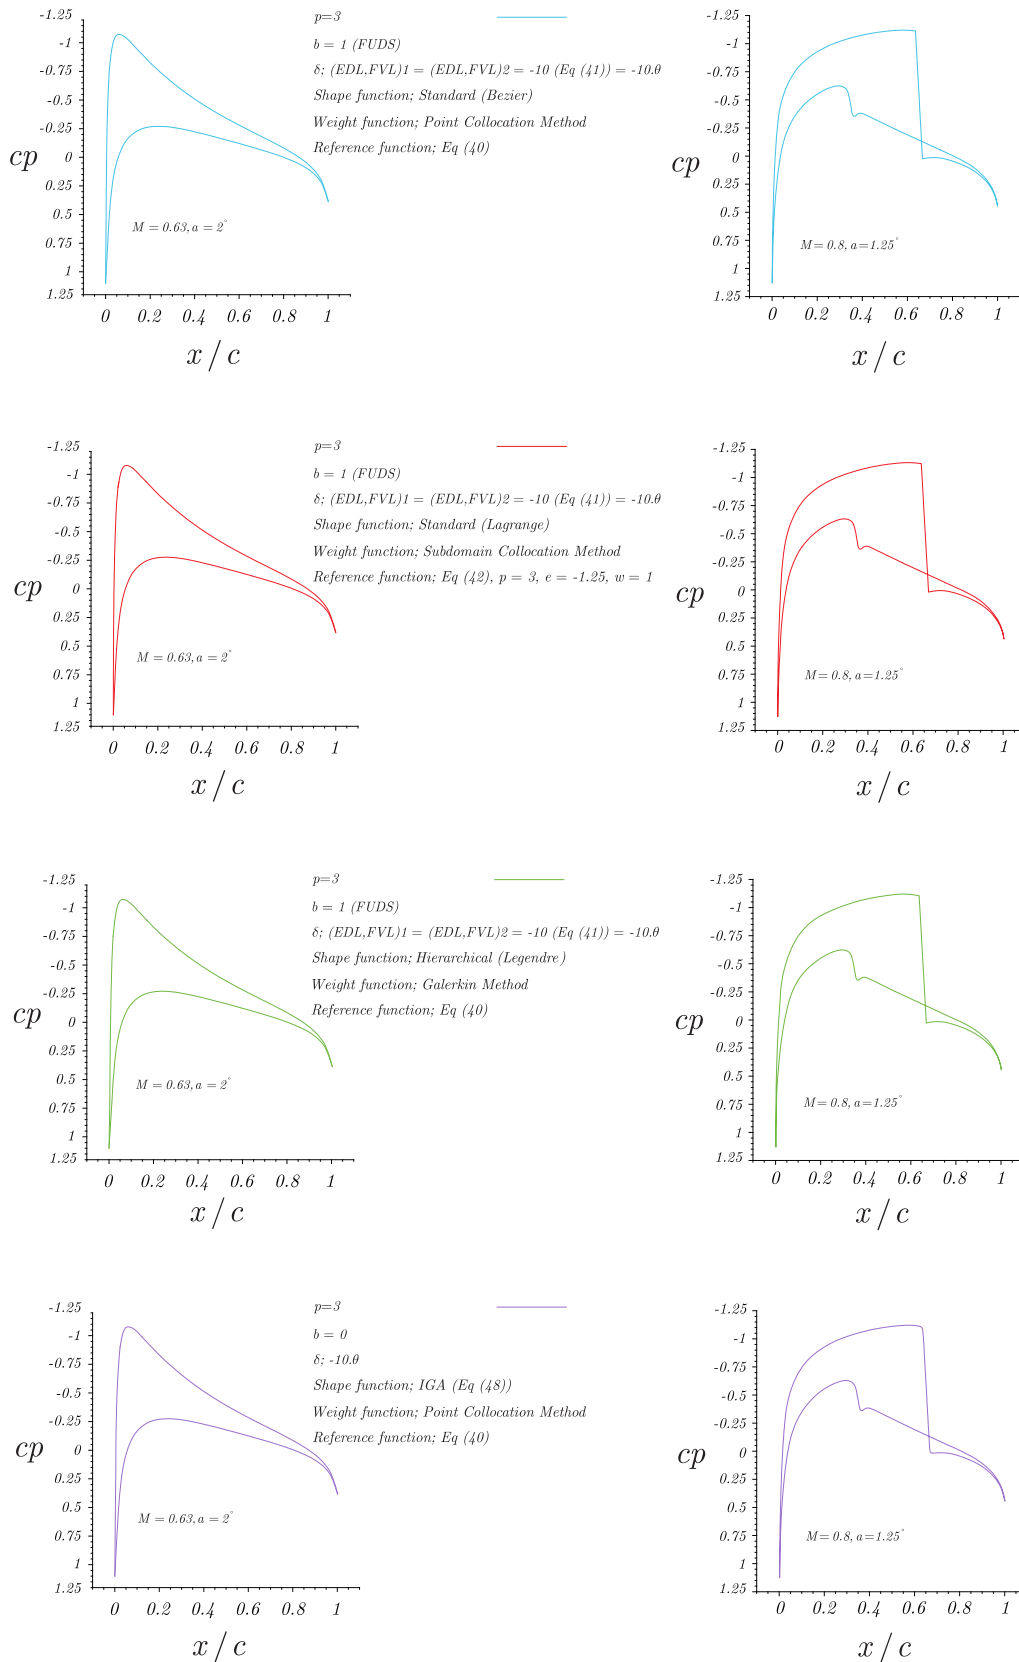 -1.25
-1
-0.75
-0.5
-0.25
0
0.25
0.5
0.75
1
1.25
cp
M = 0.63, a = 2°
0 0.2 0.4 0.6 0.8 1
x / c
p=3
b = 1 (FUDS)
δ; (EDL,FVL)1 = (EDL,FVL)2 = -10 (Eq (41)) = -10.θ
Shape function; Standard (Bezier)
Weight function; Point Collocation Method
Reference function; Eq (40)
-1.25
-1
-0.75
-0.5
-0.25
0
0.25
0.5
0.75
1
1.25
cp
M = 0.8, a=1.25°
0 0.2 0.4 0.6 0.8 1
x / c
-1.25
-1
-0.75
-0.5
-0.25
0
0.25
0.5
0.75
1
1.25
cp
M = 0.63, a = 2°
0 0.2 0.4 0.6 0.8 1
x / c
p=3
b = 1 (FUDS)
δ; (EDL,FVL)1 = (EDL,FVL)2 = -10 (Eq (41)) = -10.θ
Shape function; Standard (Lagrange)
Weight function; Subdomain Collocation Method
Reference function; Eq (42), p = 3, e = -1.25, w = 1
-1.25
-1
-0.75
-0.5
-0.25
0
0.25
0.5
0.75
1
1.25
cp
M = 0.8, a=1.25°
0 0.2 0.4 0.6 0.8 1
x / c
-1.25
-1
-0.75
-0.5
-0.25
0
0.25
0.5
0.75
1
1.25
cp
M = 0.63, a = 2°
0 0.2 0.4 0.6 0.8 1
x / c
p=3
b = 1 (FUDS)
δ; (EDL,FVL)1 = (EDL,FVL)2 = -10 (Eq (41)) = -10.θ
Shape function; Hierarchical (Legendre)
Weight function; Galerkin Method
Reference function; Eq (40)
-1.25
-1
-0.75
-0.5
-0.25
0
0.25
0.5
0.75
1
1.25
cp
M = 0.8, a=1.25°
0 0.2 0.4 0.6 0.8 1
x / c
-1.25
-1
-0.75
-0.5
-0.25
0
0.25
0.5
0.75
1
1.25
cp
M = 0.63, a = 2°
0 0.2 0.4 0.6 0.8 1
x / c
p=3
b = 0
δ; -10.θ
Shape function; IGA (Eq (48))
Weight function; Point Collocation Method
Reference function; Eq (40)
-1.25
-1
-0.75
-0.5
-0.25
0
0.25
0.5
0.75
1
1.25
cp
M = 0.8, a=1.25°
0 0.2 0.4 0.6 0.8 1
x / c